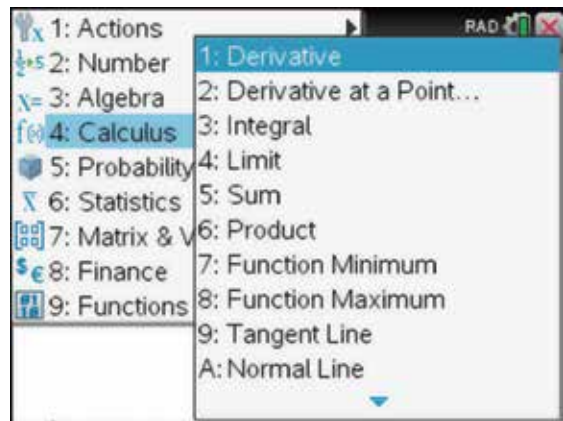 1: Actions
2: Number
3: Algebra
4: Calculus
5: Probability
6: Statistics
7: Matrix & V
8: Finance
9: Functions
RAD
1: Derivative
2: Derivative at a Point...
3: Integral
4: Limit
5: Sum
6: Product
7: Function Minimum
8: Function Maximum
9: Tangent Line
A: Normal Line